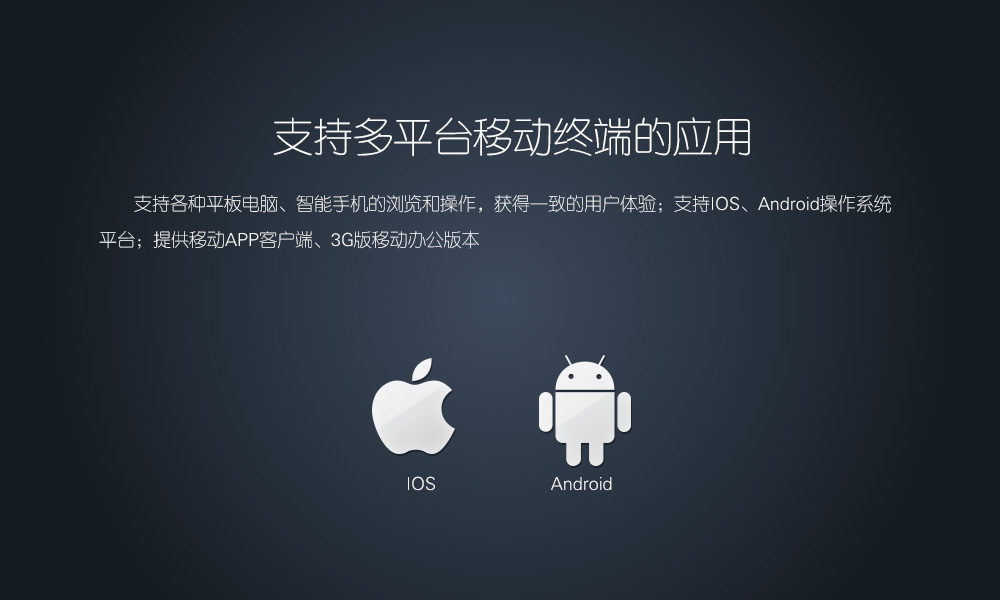 支持多平台移动终端的应用
支持各种平板电脑、智能手机的浏览和操作，获得一致的用户体验；支持IOS、Android操作系统
平台；提供移动APP客户端、3G版移动办公版本
IOS
Android